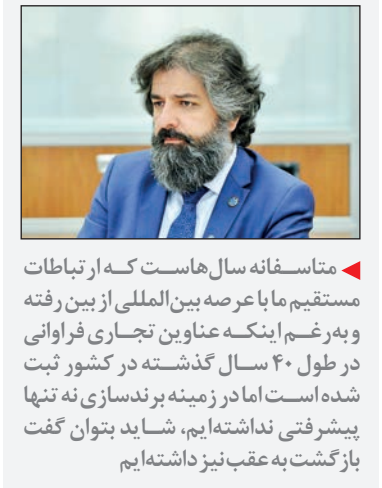 متاسفانه سال‌هاست که ارتباطات
مستقیم ما با عرصه بین‌المللی از بین رفته
و به‌رغم اینکه عناوین تجاری فراوانی
در طول ۴۰ سال گذشته در کشور ثبت
شده است اما در زمینه برندسازی نه تنها
پیشرفتی نداشته‌ایم، شاید بتوان گفت
بازگشت به عقب نیز داشته‌ایم